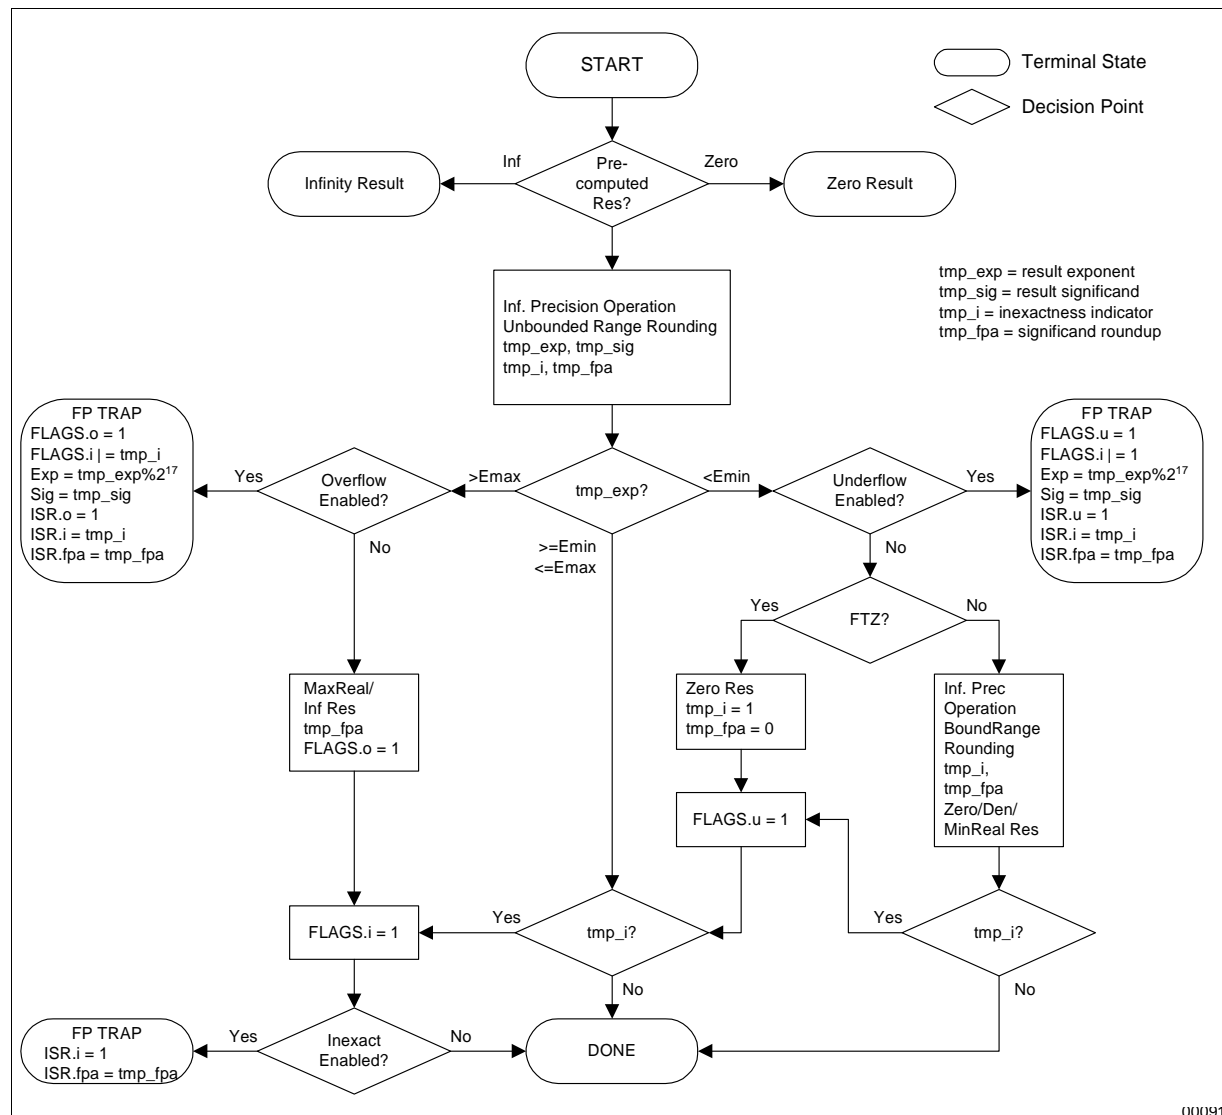 START
Terminal State
Decision Point
Inf
Pre-
computed
Res?
Zero
Infinity Result
Zero Result
tmp_exp = result exponent
tmp_sig = result significand
tmp_i = inexactness indicator
tmp_fpa = significand roundup
Inf. Precision Operation
Unbounded Range Rounding
tmp_exp, tmp_sig
tmp_i, tmp_fpa
FP TRAP
FLAGS.o = 1
FLAGS.i | = tmp_i
Exp = tmp_exp%2¹⁷
Sig = tmp_sig
ISR.o = 1
ISR.i = tmp_i
ISR.fpa = tmp_fpa
Yes
Overflow
Enabled?
>Emax
tmp_exp?
<Emin
Underflow
Enabled?
Yes
FP TRAP
FLAGS.u = 1
FLAGS.i | = 1
Exp = tmp_exp%2¹⁷
Sig = tmp_sig
ISR.u = 1
ISR.i = tmp_i
ISR.fpa = tmp_fpa
No
>=Emin
<=Emax
No
Yes
FTZ?
No
MaxReal/
Inf Res
tmp_fpa
FLAGS.o = 1
Zero Res
tmp_i = 1
tmp_fpa = 0
Inf. Prec
Operation
BoundRange
Rounding
tmp_i,
tmp_fpa
Zero/Den/
MinReal Res
FLAGS.u = 1
FLAGS.i = 1
Yes
tmp_i?
Yes
tmp_i?
No
No
FP TRAP
ISR.i = 1
ISR.fpa = tmp_fpa
Yes
Inexact
Enabled?
No
DONE
00091